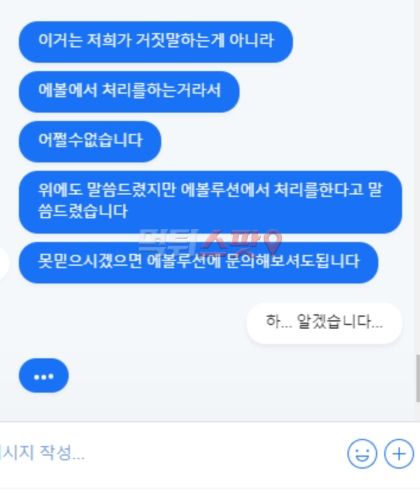 이거는 저희가 거짓말하는게 아니라
에볼에서 처리를하는거라서
어쩔수없습니다
위에도 말씀드렸지만 에볼루션에서 처리를한다고 말
씀드렸습니다
먹튀스팟
못믿으시겠으면 에볼루션에 문의해보셔도됩니다
하... 알겠습니다...
시지 작성...